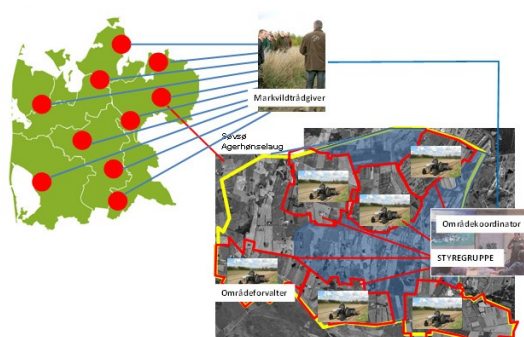 Markvildtrådgiver
Søvsø
Agerhønselaug
Områdekoordinator
STYREGRUPPE
Områdeforvalter